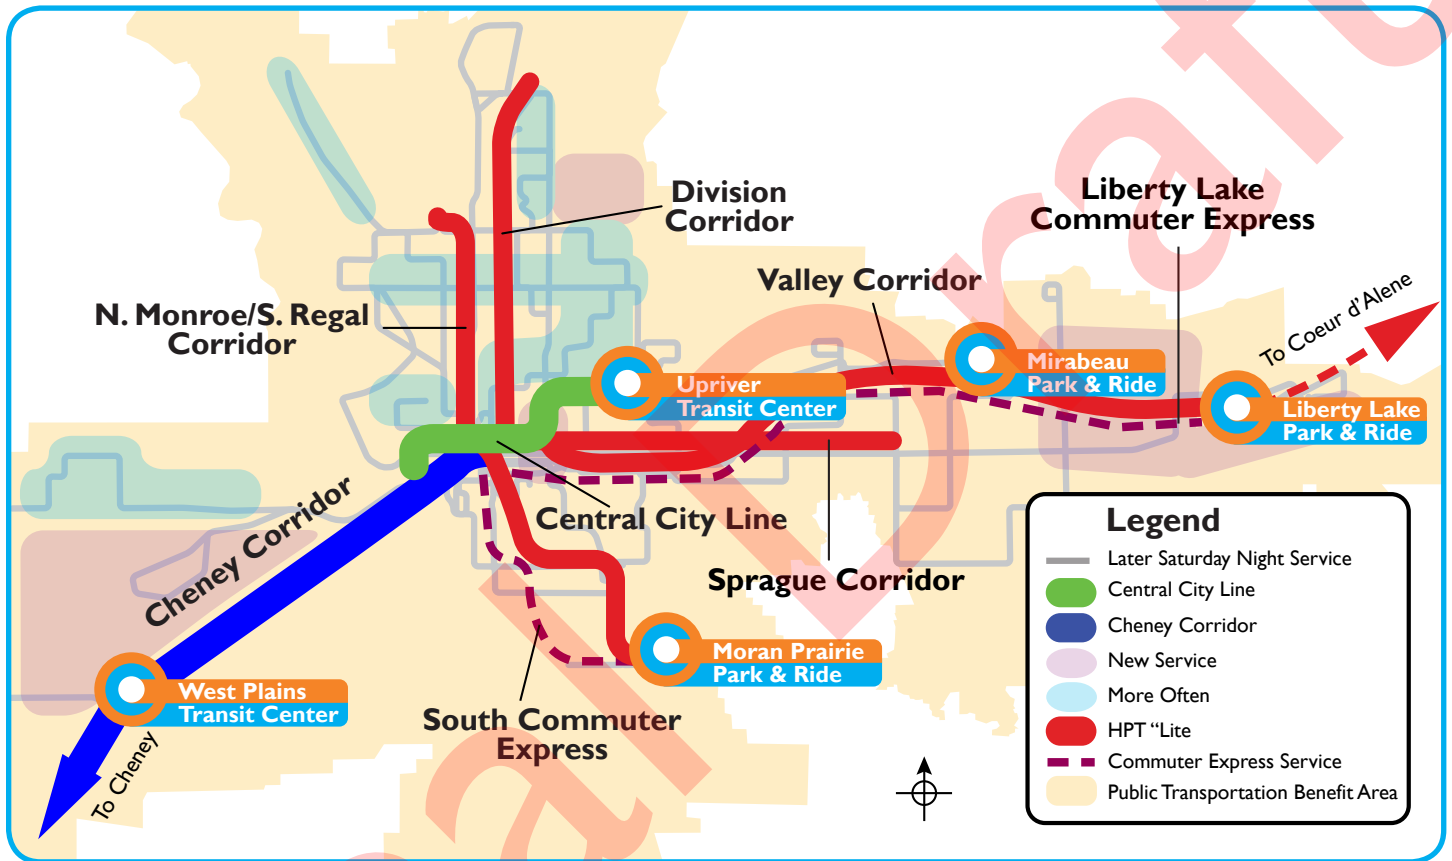 Division
Corridor
Liberty Lake
Commuter Express
Valley Corridor
To Coeur d'Alene
N. Monroe/S. Regal
Corridor
Mirabeau
Park & Ride
Upriver
Transit Center
Liberty Lake
Park & Ride
Cheney Corridor
Central City Line
Sprague Corridor
Moran Prairie
Park & Ride
West Plains
Transit Center
South Commuter
Express
To Cheney
Legend
Later Saturday Night Service
Central City Line
Cheney Corridor
New Service
More Often
HPT “Lite
Commuter Express Service
Public Transportation Benefit Area